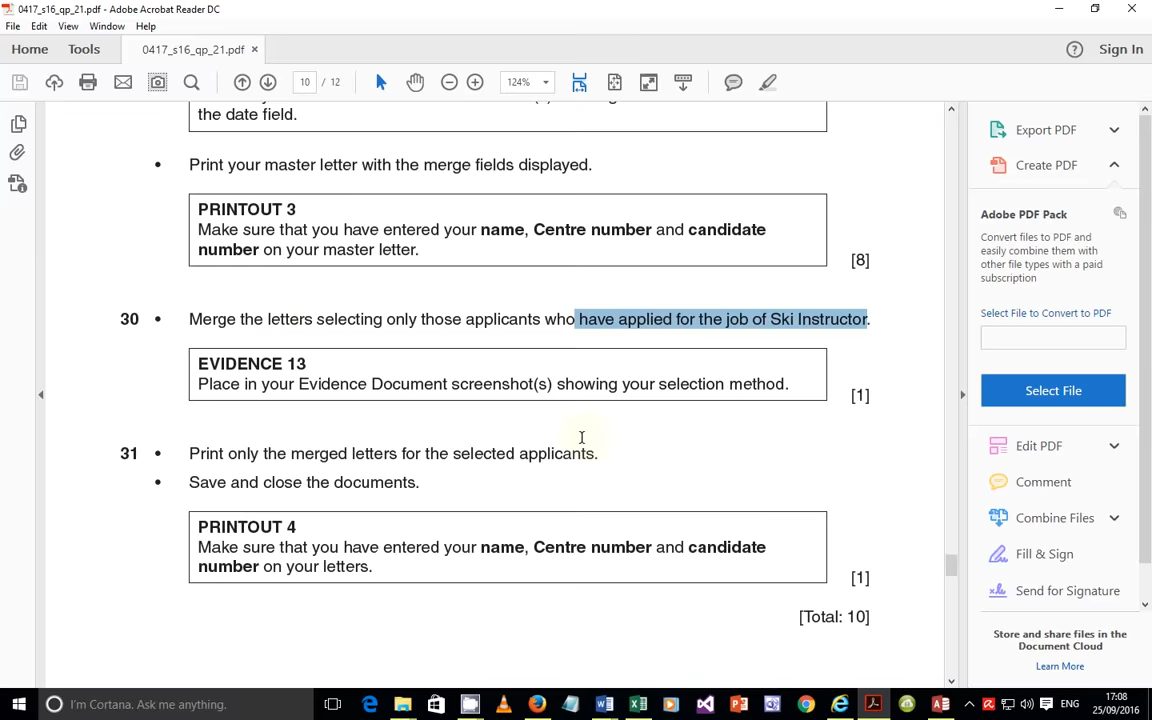 0417_s16_qp_21.pdf - Adobe Acrobat Reader DC
File Edit View Window Help
Home Tools 0417_s16_qp_21.pdf × Sign In
10 / 12 124%
the date field.
• Print your master letter with the merge fields displayed.
PRINTOUT 3
Make sure that you have entered your name, Centre number and candidate
number on your master letter.
[8]
30 • Merge the letters selecting only those applicants who have applied for the job of Ski Instructor.
EVIDENCE 13
Place in your Evidence Document screenshot(s) showing your selection method.
[1]
31 • Print only the merged letters for the selected applicants.
• Save and close the documents.
PRINTOUT 4
Make sure that you have entered your name, Centre number and candidate
number on your letters.
[1]
[Total: 10]
Export PDF
Create PDF
Adobe PDF Pack
Convert files to PDF and
easily combine them with
other file types with a paid
subscription
Select File to Convert to PDF
Select File
Edit PDF
Comment
Combine Files
Fill & Sign
Send for Signature
Store and share files in the
Document Cloud
Learn More
I'm Cortana. Ask me anything.
ENG
17:08
25/09/2016